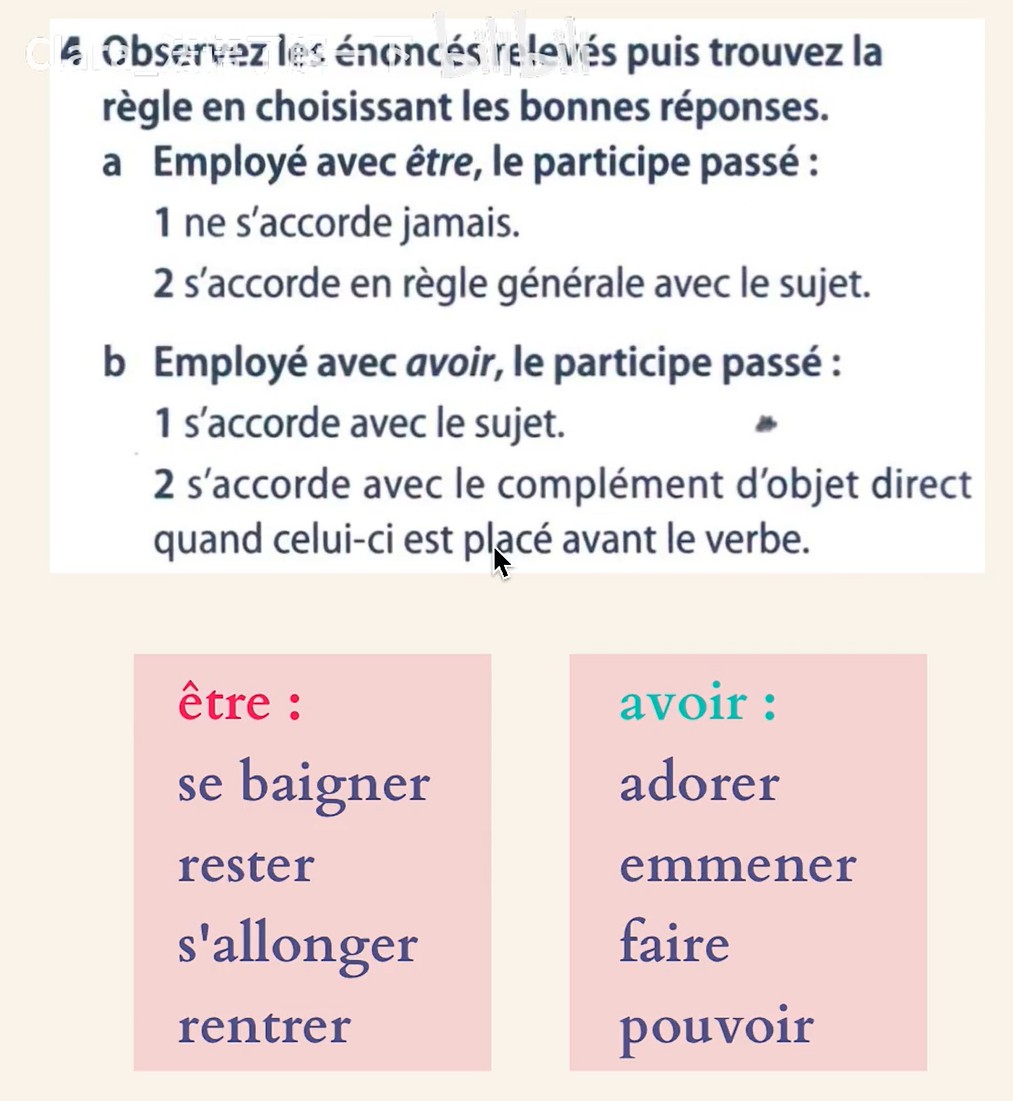 4 Observez les énoncés relevés puis trouvez la
règle en choisissant les bonnes réponses.
a Employé avec être, le participe passé :
1 ne s'accorde jamais.
2 s'accorde en règle générale avec le sujet.
b Employé avec avoir, le participe passé :
1 s'accorde avec le sujet.
2 s'accorde avec le complément d'objet direct
quand celui-ci est placé avant le verbe.
être :
se baigner
rester
s'allonger
rentrer
avoir :
adorer
emmener
faire
pouvoir
bilibili